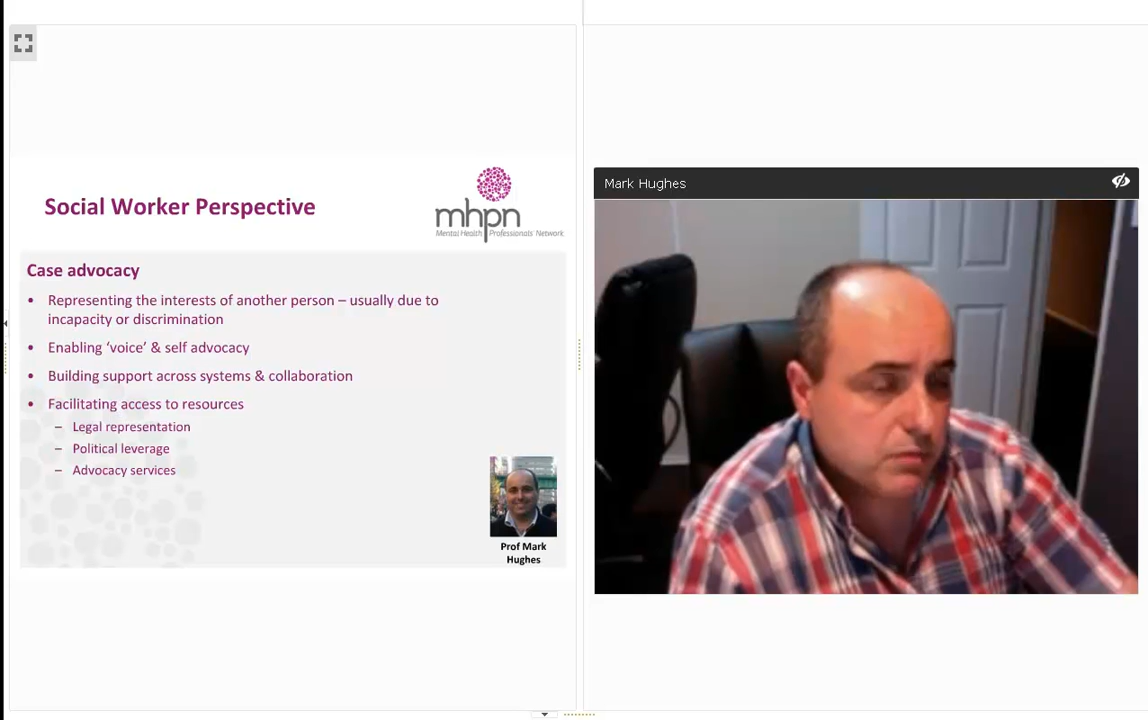 Social Worker Perspective
mhpn
Mental Health Professionals' Network
Case advocacy
• Representing the interests of another person – usually due to
incapacity or discrimination
• Enabling ‘voice’ & self advocacy
• Building support across systems & collaboration
• Facilitating access to resources
– Legal representation
– Political leverage
– Advocacy services
Prof Mark
Hughes
Mark Hughes